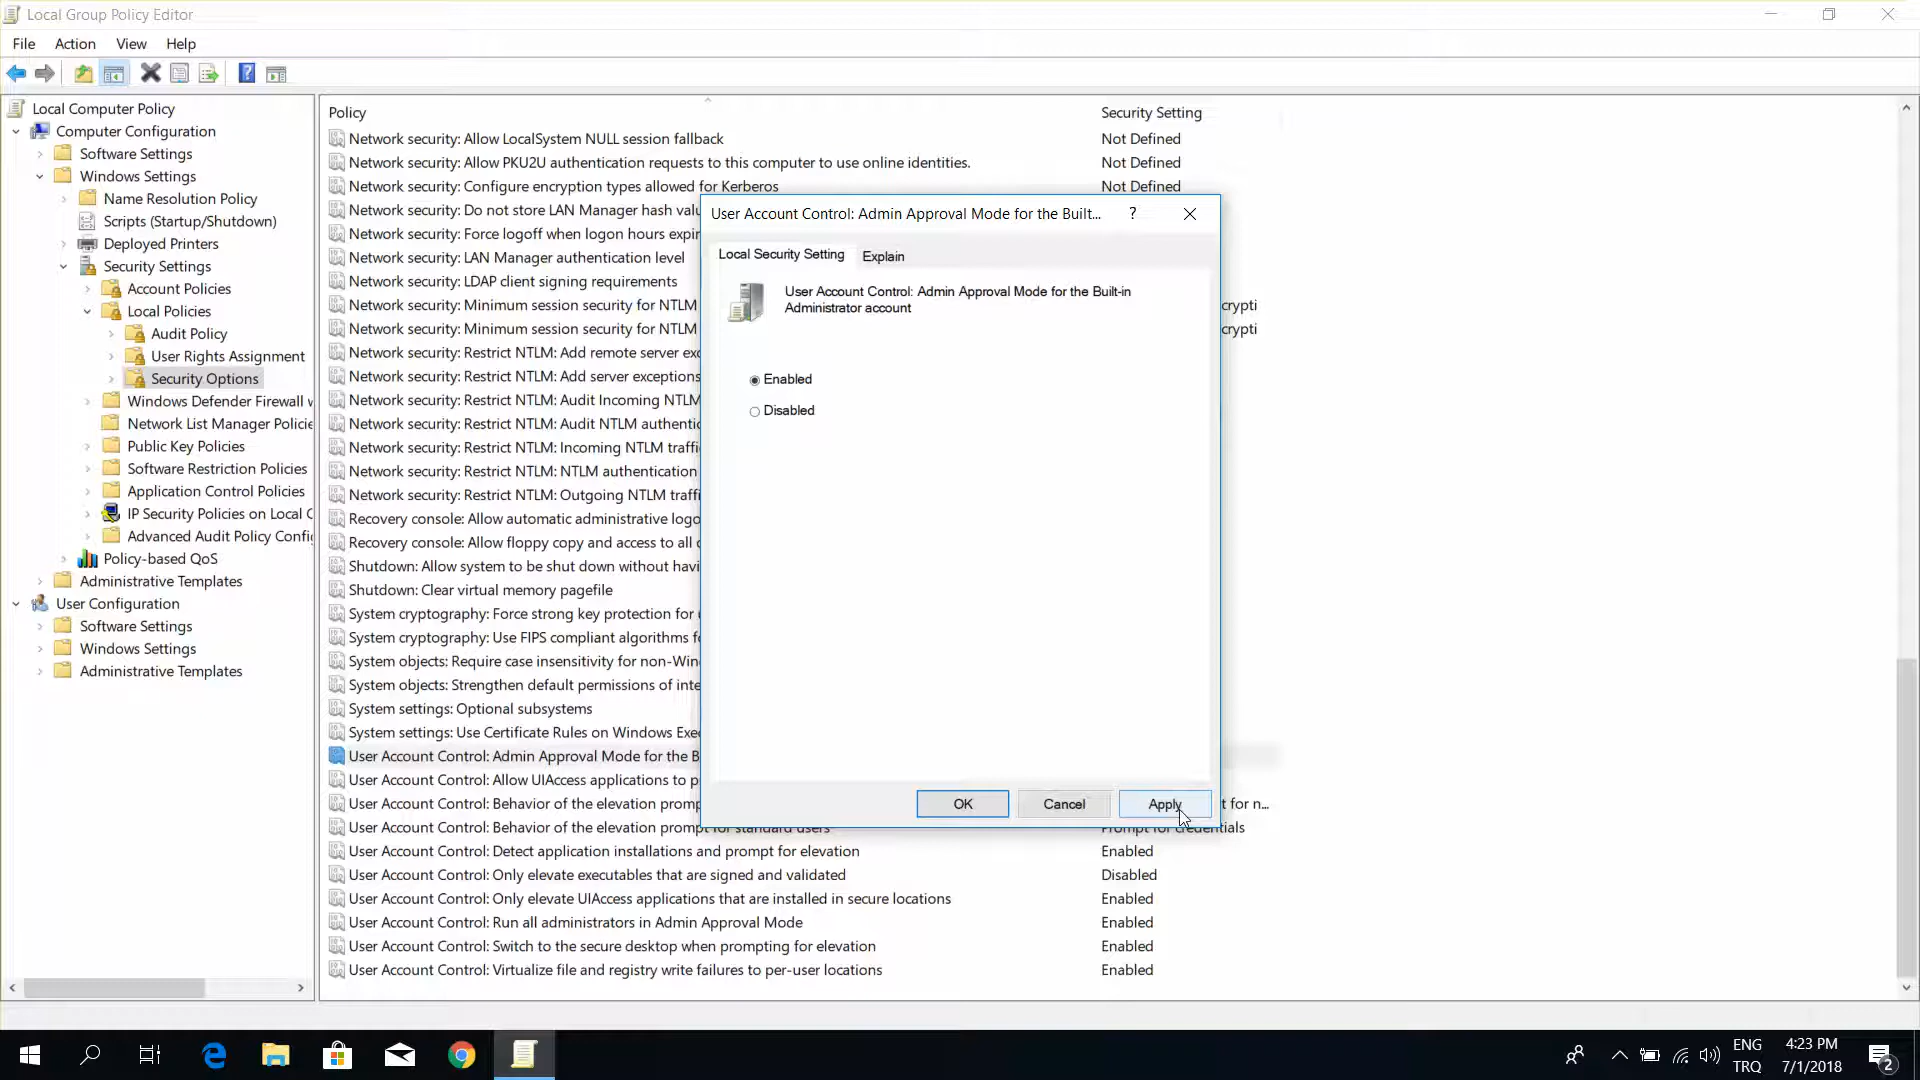 Local Group Policy Editor
File Action View Help
Local Computer Policy
Computer Configuration
Software Settings
Windows Settings
Name Resolution Policy
Scripts (Startup/Shutdown)
Deployed Printers
Security Settings
Account Policies
Local Policies
Audit Policy
User Rights Assignment
Security Options
Windows Defender Firewall w
Network List Manager Policie
Public Key Policies
Software Restriction Policies
Application Control Policies
IP Security Policies on Local C
Advanced Audit Policy Config
Policy-based QoS
Administrative Templates
User Configuration
Software Settings
Windows Settings
Administrative Templates
Policy Security Setting
Network security: Allow LocalSystem NULL session fallback Not Defined
Network security: Allow PKU2U authentication requests to this computer to use online identities. Not Defined
Network security: Configure encryption types allowed for Kerberos Not Defined
Network security: Do not store LAN Manager hash valu
Network security: Force logoff when logon hours expir
Network security: LAN Manager authentication level
Network security: LDAP client signing requirements
Network security: Minimum session security for NTLM crypti
Network security: Minimum session security for NTLM crypti
Network security: Restrict NTLM: Add remote server exc
Network security: Restrict NTLM: Add server exceptions
Network security: Restrict NTLM: Audit Incoming NTLM
Network security: Restrict NTLM: Audit NTLM authentic
Network security: Restrict NTLM: Incoming NTLM traffi
Network security: Restrict NTLM: NTLM authentication
Network security: Restrict NTLM: Outgoing NTLM traffi
Recovery console: Allow automatic administrative logo
Recovery console: Allow floppy copy and access to all d
Shutdown: Allow system to be shut down without havi
Shutdown: Clear virtual memory pagefile
System cryptography: Force strong key protection for u
System cryptography: Use FIPS compliant algorithms fo
System objects: Require case insensitivity for non-Wind
System objects: Strengthen default permissions of inte
System settings: Optional subsystems
System settings: Use Certificate Rules on Windows Exec
User Account Control: Admin Approval Mode for the B
User Account Control: Allow UIAccess applications to p
User Account Control: Behavior of the elevation promp t for n...
User Account Control: Behavior of the elevation prompt for standard users Prompt for credentials
User Account Control: Detect application installations and prompt for elevation Enabled
User Account Control: Only elevate executables that are signed and validated Disabled
User Account Control: Only elevate UIAccess applications that are installed in secure locations Enabled
User Account Control: Run all administrators in Admin Approval Mode Enabled
User Account Control: Switch to the secure desktop when prompting for elevation Enabled
User Account Control: Virtualize file and registry write failures to per-user locations Enabled
User Account Control: Admin Approval Mode for the Built... ?
Local Security Setting Explain
User Account Control: Admin Approval Mode for the Built-in
Administrator account
Enabled
Disabled
OK Cancel Apply
ENG 4:23 PM
TRQ 7/1/2018
2